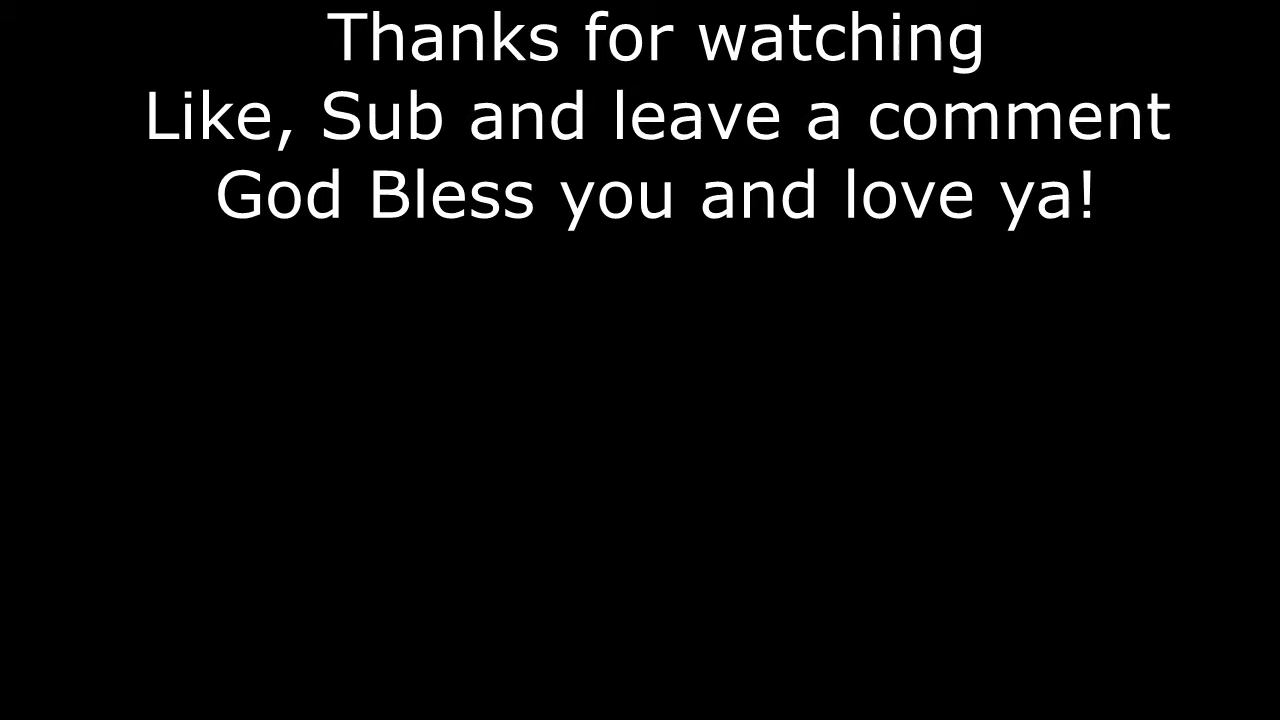 Thanks for watching
Like, Sub and leave a comment
God Bless you and love ya!